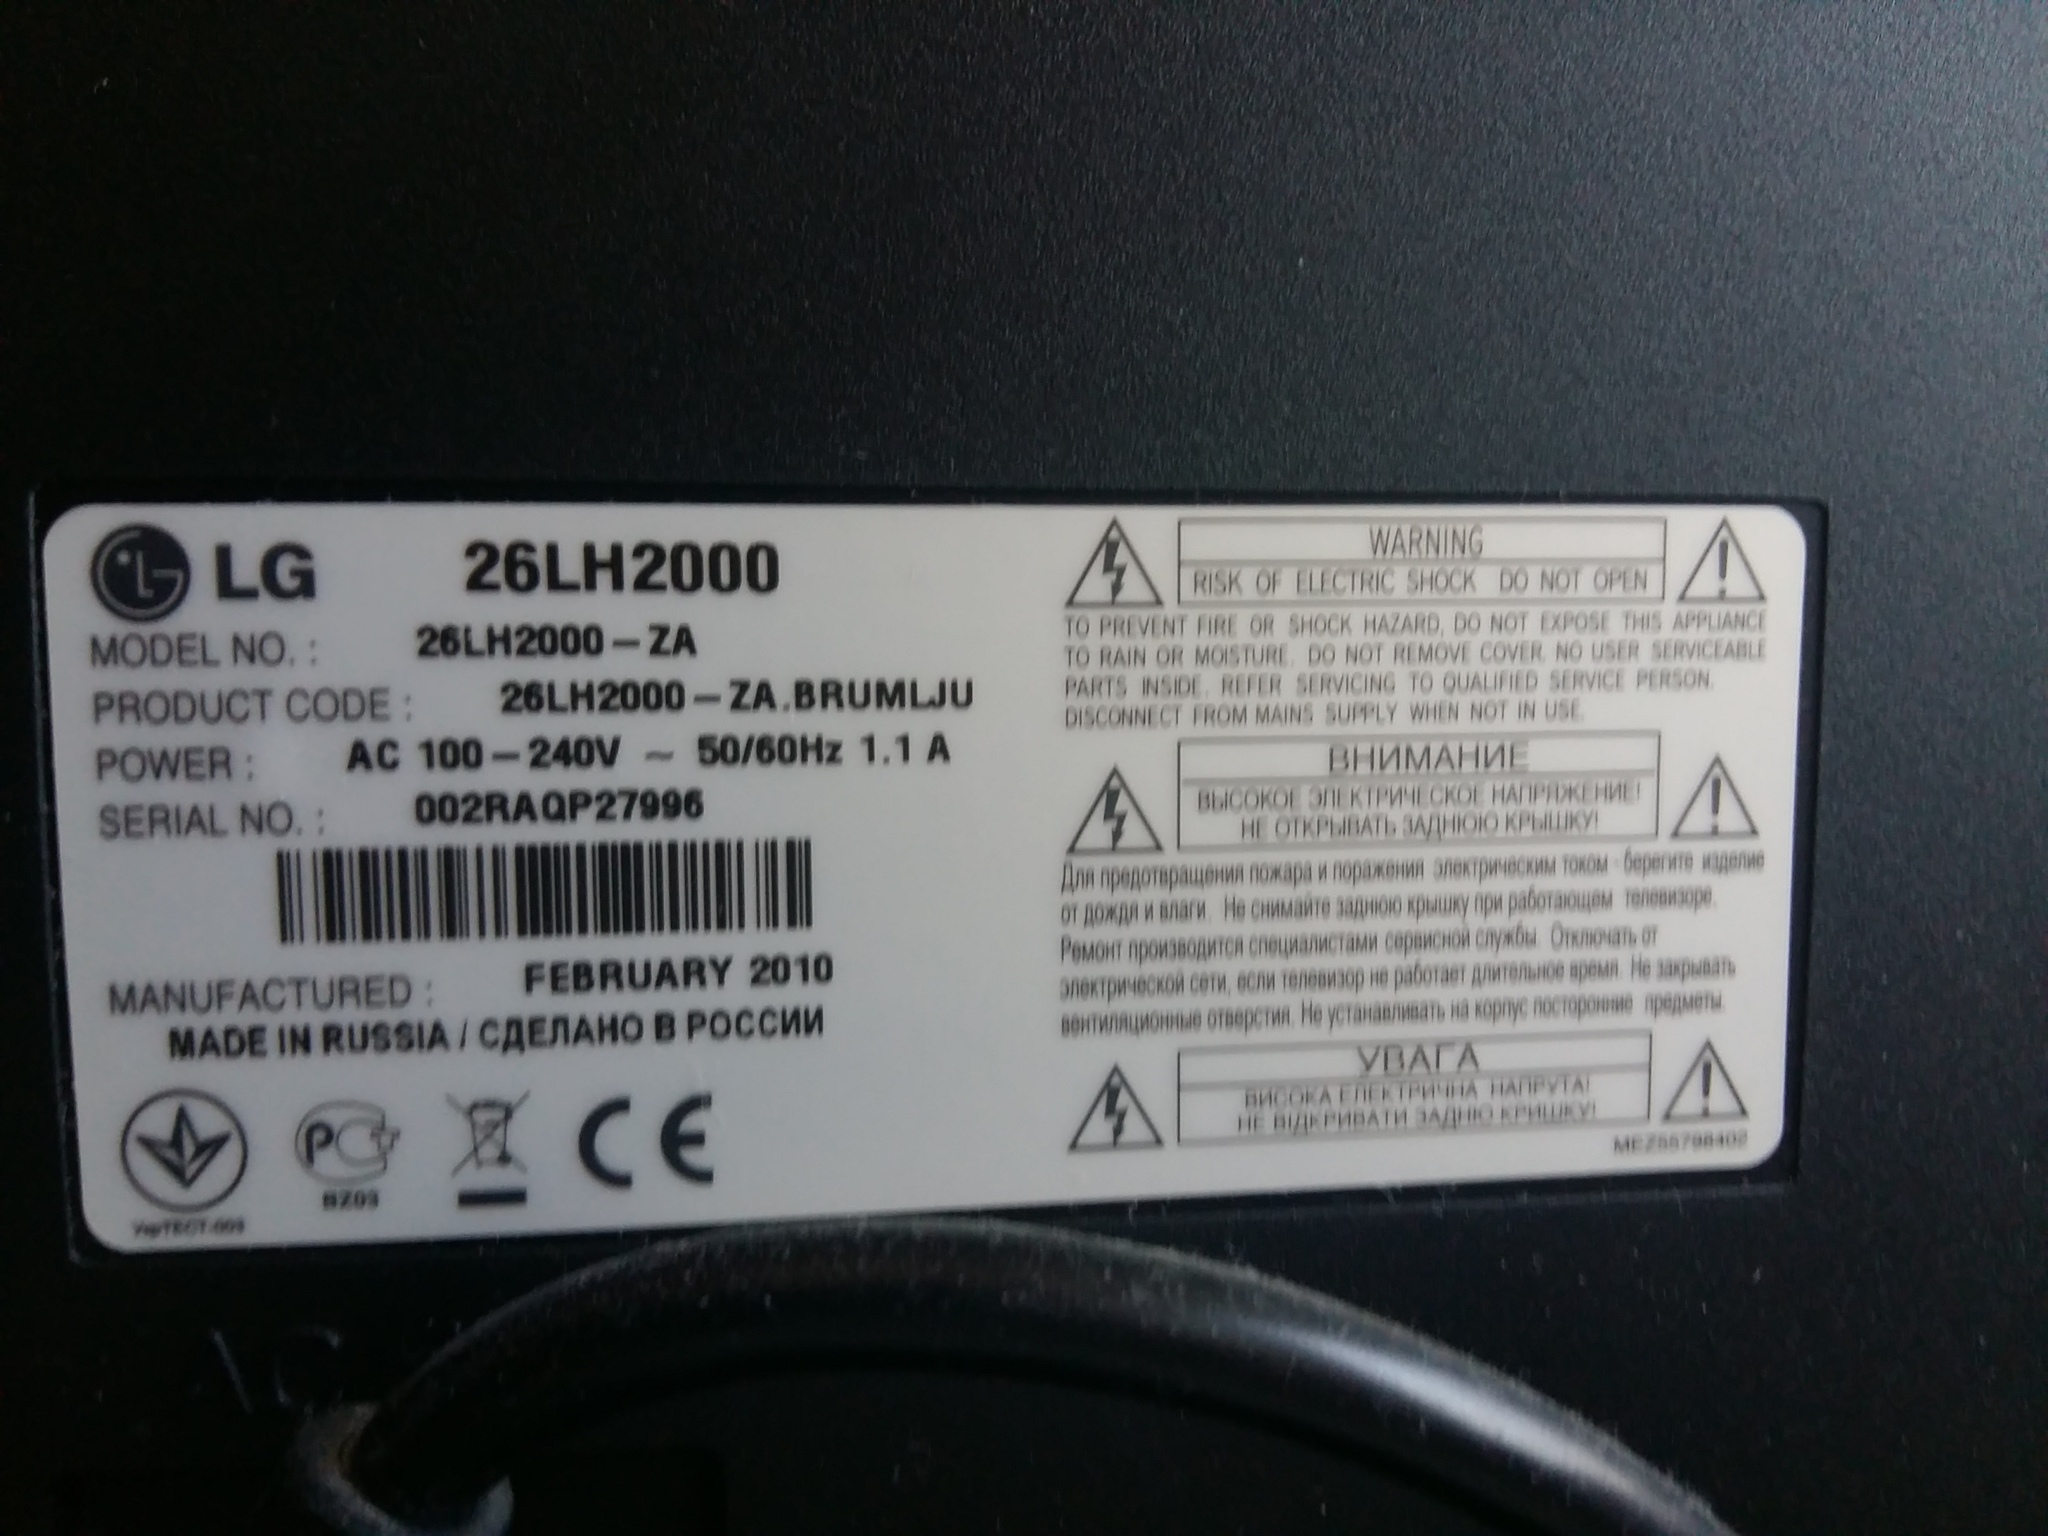 LG 26LH2000
MODEL NO. : 26LH2000-ZA
PRODUCT CODE : 26LH2000-ZA.BRUMLJU
POWER : AC 100-240V ~ 50/60Hz 1.1 A
SERIAL NO. : 002RAQP27996
MANUFACTURED : FEBRUARY 2010
MADE IN RUSSIA / СДЕЛАНО В РОССИИ
УкрТЕСТ-003
PC
BZ03
CE
WARNING
RISK OF ELECTRIC SHOCK DO NOT OPEN
TO PREVENT FIRE OR SHOCK HAZARD, DO NOT EXPOSE THIS APPLIANCE
TO RAIN OR MOISTURE. DO NOT REMOVE COVER. NO USER SERVICEABLE
PARTS INSIDE. REFER SERVICING TO QUALIFIED SERVICE PERSON.
DISCONNECT FROM MAINS SUPPLY WHEN NOT IN USE.
ВНИМАНИЕ
ВЫСОКОЕ ЭЛЕКТРИЧЕСКОЕ НАПРЯЖЕНИЕ!
НЕ ОТКРЫВАТЬ ЗАДНЮЮ КРЫШКУ!
Для предотвращения пожара и поражения электрическим током - берегите изделие
от дождя и влаги. Не снимайте заднюю крышку при работающем телевизоре.
Ремонт производится специалистами сервисной службы. Отключать от
электрической сети, если телевизор не работает длительное время. Не закрывать
вентиляционные отверстия. Не устанавливать на корпус посторонние предметы.
УВАГА
ВИСОКА ЕЛЕКТРИЧНА НАПРУГА!
НЕ ВІДКРИВАТИ ЗАДНЮ КРИШКУ!
MEZ55798402